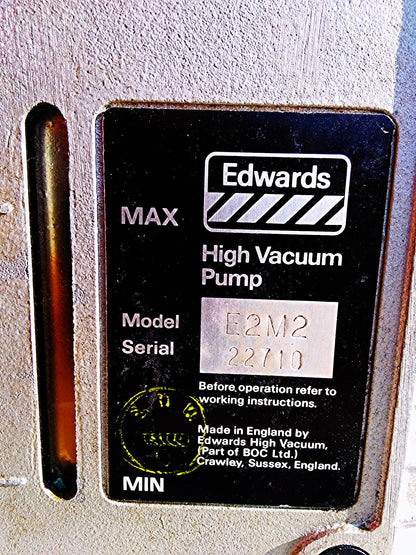 Edwards
MAX
High Vacuum
Pump
Model E2M2
Serial 22710
Before operation refer to
working instructions.
Made in England by
Edwards High Vacuum,
(Part of BOC Ltd.)
Crawley, Sussex, England.
MIN